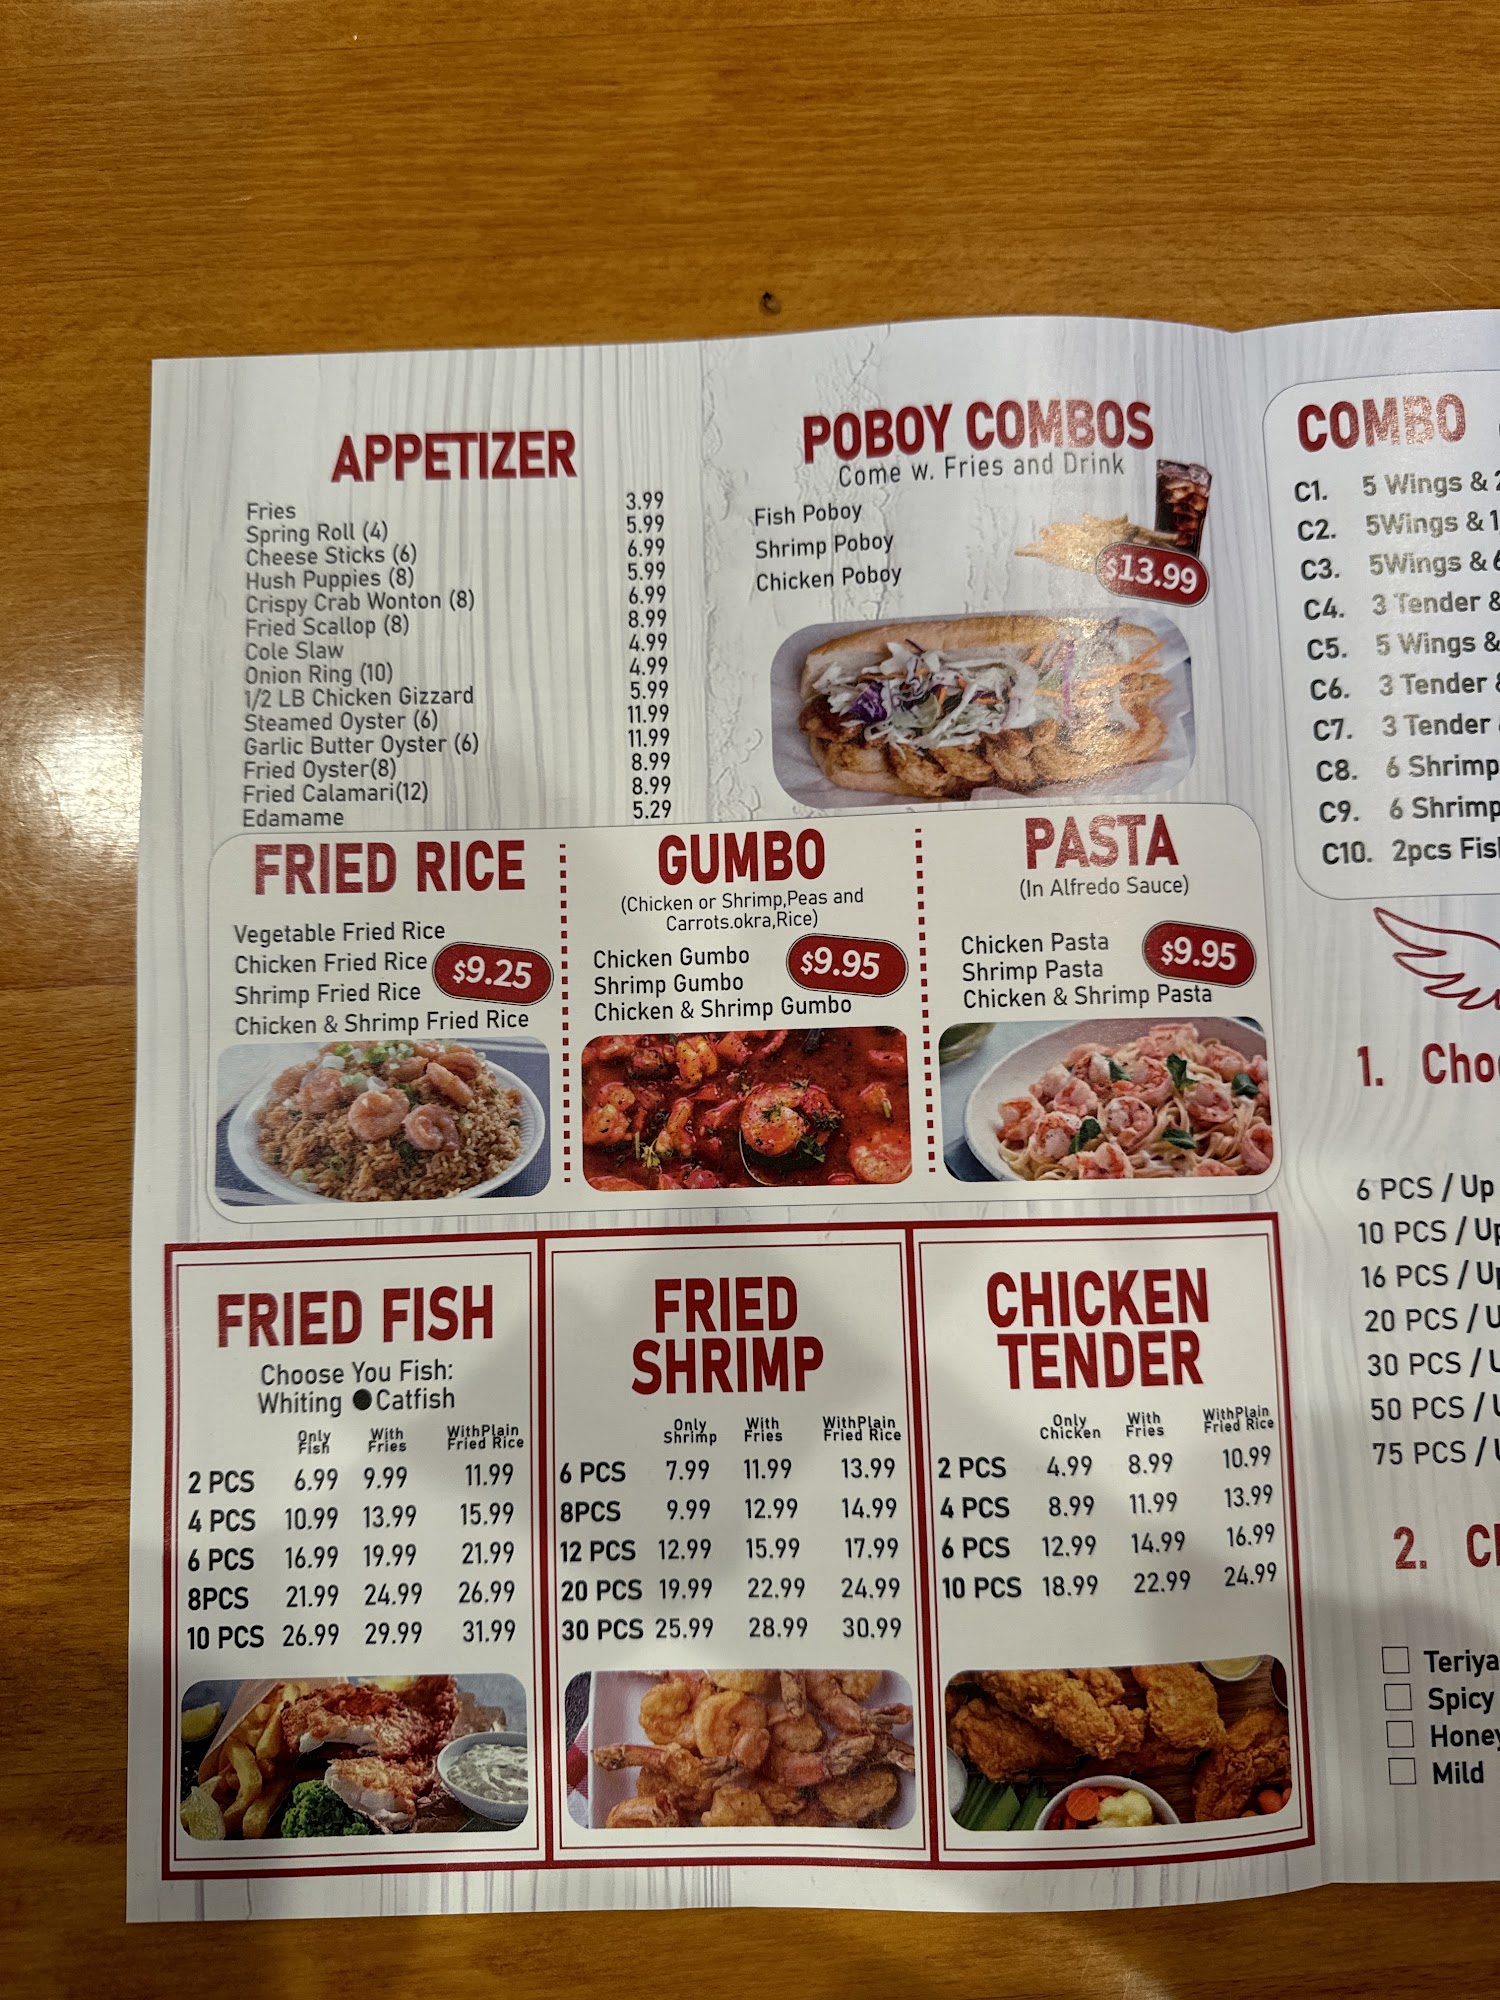 APPETIZER
Fries 3.99
Spring Roll (4) 5.99
Cheese Sticks (6) 6.99
Hush Puppies (8) 5.99
Crispy Crab Wonton (8) 6.99
Fried Scallop (8) 8.99
Cole Slaw 4.99
Onion Ring (10) 4.99
1/2 LB Chicken Gizzard 5.99
Steamed Oyster (6) 11.99
Garlic Butter Oyster (6) 11.99
Fried Oyster(8) 8.99
Fried Calamari(12) 8.99
Edamame 5.29
POBOY COMBOS
Come w. Fries and Drink
Fish Poboy
Shrimp Poboy
Chicken Poboy
$13.99
FRIED RICE
Vegetable Fried Rice
Chicken Fried Rice
Shrimp Fried Rice
Chicken & Shrimp Fried Rice
$9.25
GUMBO
(Chicken or Shrimp,Peas and
Carrots.okra,Rice)
Chicken Gumbo
Shrimp Gumbo
Chicken & Shrimp Gumbo
$9.95
PASTA
(In Alfredo Sauce)
Chicken Pasta
Shrimp Pasta
Chicken & Shrimp Pasta
$9.95
FRIED FISH
Choose You Fish:
Whiting ●Catfish
Only Fish With Fries WithPlain Fried Rice
2 PCS 6.99 9.99 11.99
4 PCS 10.99 13.99 15.99
6 PCS 16.99 19.99 21.99
8PCS 21.99 24.99 26.99
10 PCS 26.99 29.99 31.99
FRIED
SHRIMP
Only Shrimp With Fries WithPlain Fried Rice
6 PCS 7.99 11.99 13.99
8PCS 9.99 12.99 14.99
12 PCS 12.99 15.99 17.99
20 PCS 19.99 22.99 24.99
30 PCS 25.99 28.99 30.99
CHICKEN
TENDER
Only Chicken With Fries WithPlain Fried Rice
2 PCS 4.99 8.99 10.99
4 PCS 8.99 11.99 13.99
6 PCS 12.99 14.99 16.99
10 PCS 18.99 22.99 24.99
COMBO
C1. 5 Wings &
C2. 5Wings & 1
C3. 5Wings & 6
C4. 3 Tender &
C5. 5 Wings &
C6. 3 Tender
C7. 3 Tender
C8. 6 Shrimp
C9. 6 Shrimp
C10. 2pcs
1.
6 PCS / Up
10 PCS /
16 PCS /
20 PCS /
30 PCS /
50 PCS /
75 PCS /
2.
Spicy
Mild